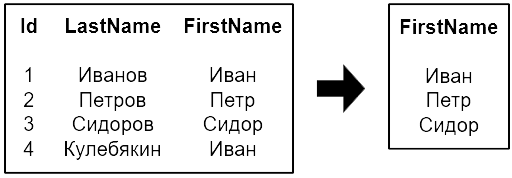 Id LastName FirstName
1 Иванов Иван
2 Петров Петр
3 Сидоров Сидор
4 Кулебякин Иван
FirstName
Иван
Петр
Сидор